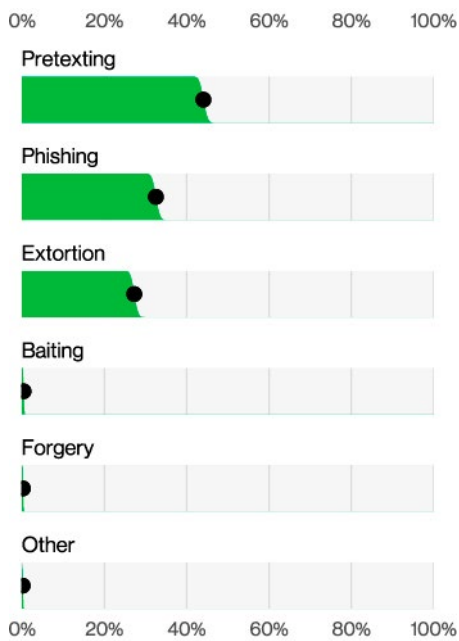 0% 20% 40% 60% 80% 100%
Pretexting
Phishing
Extortion
Baiting
Forgery
Other
0% 20% 40% 60% 80% 100%